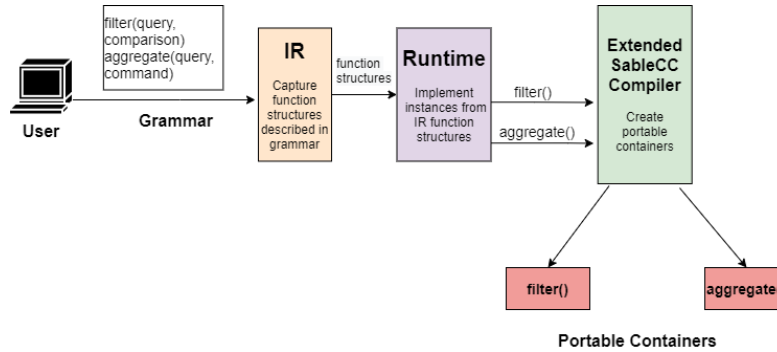 filter(query,
comparison)
aggregate(query,
command)
User
Grammar
IR
Capture
function
structures
described in
grammar
function
structures
Runtime
Implement
instances from
IR function
structures
filter()
aggregate()
Extended
SableCC
Compiler
Create
portable
containers
filter()
aggregate(
Portable Containers